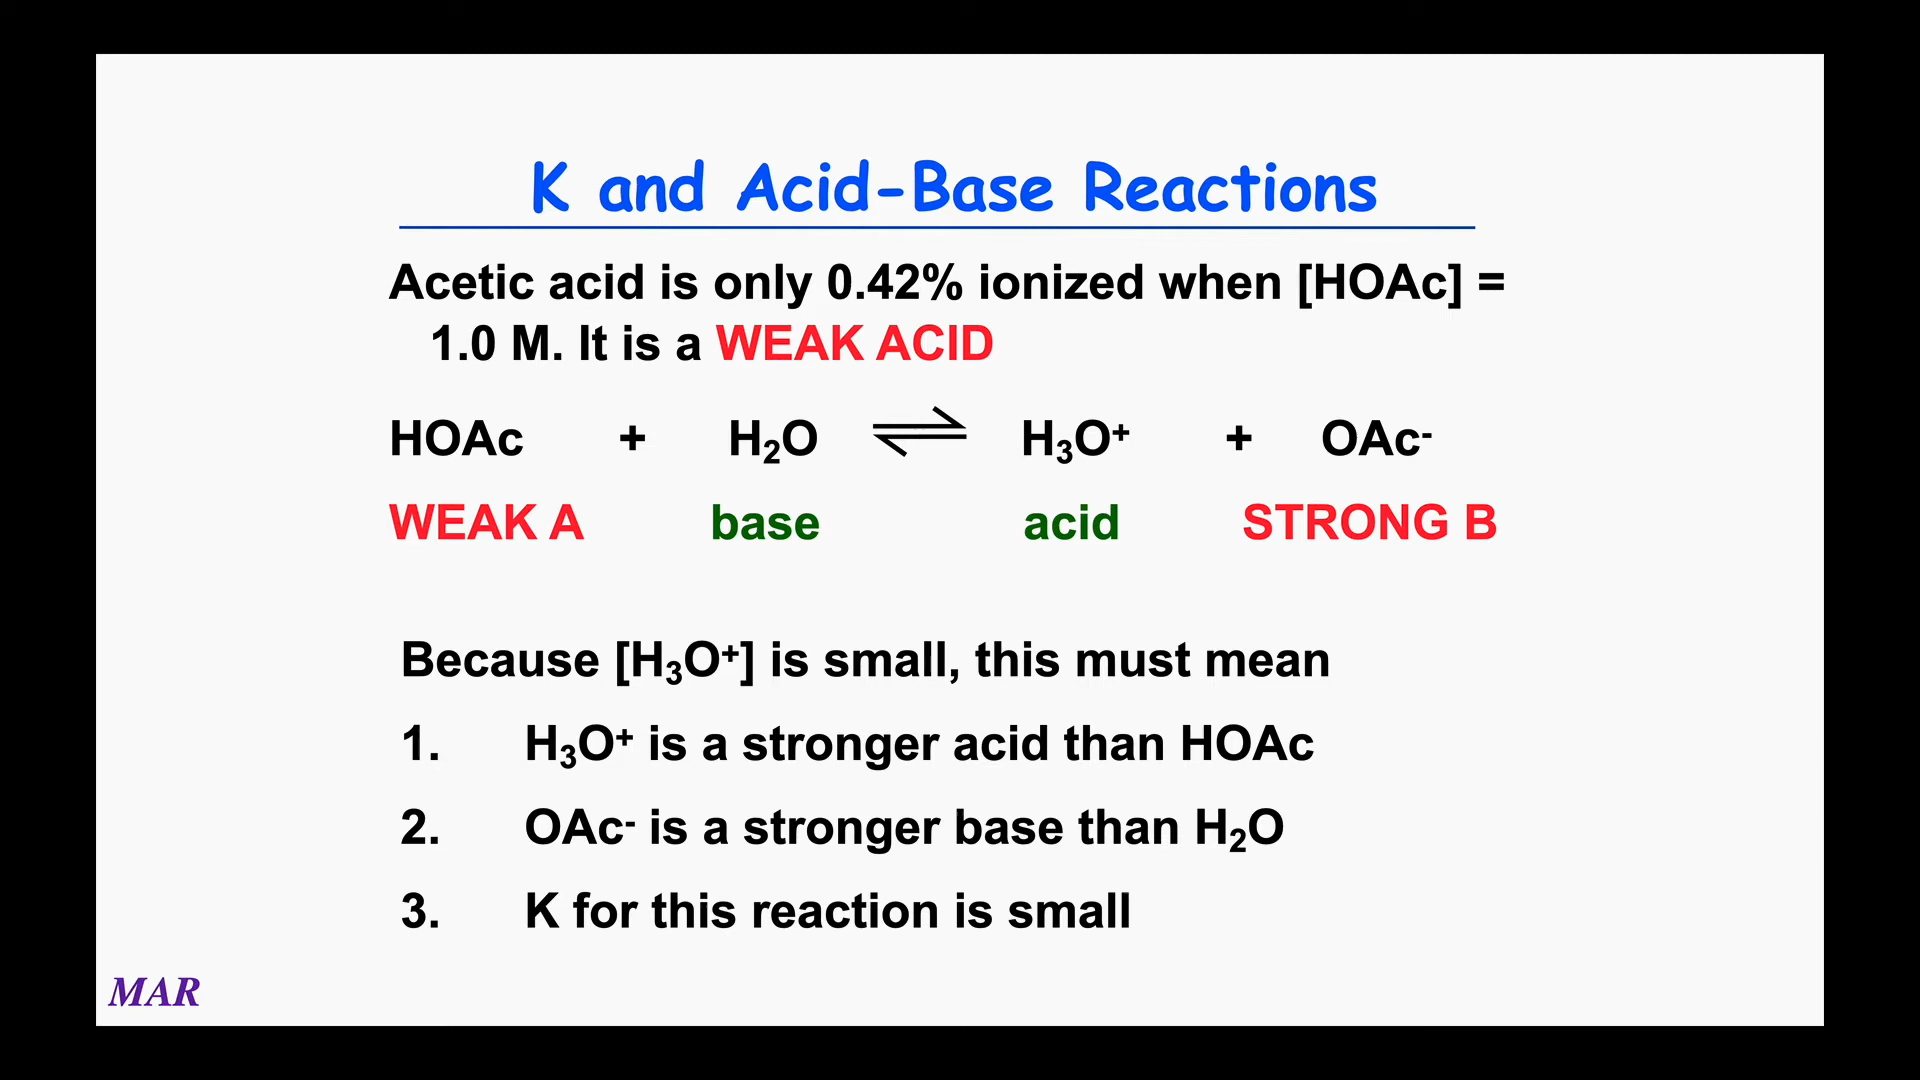 K and Acid-Base Reactions
Acetic acid is only 0.42% ionized when [HOAc] =
1.0 M. It is a WEAK ACID
HOAc + H₂O ⇌ H₃O⁺ + OAc⁻
WEAK A base acid STRONG B
Because [H₃O⁺] is small, this must mean
1. H₃O⁺ is a stronger acid than HOAc
2. OAc⁻ is a stronger base than H₂O
3. K for this reaction is small
MAR